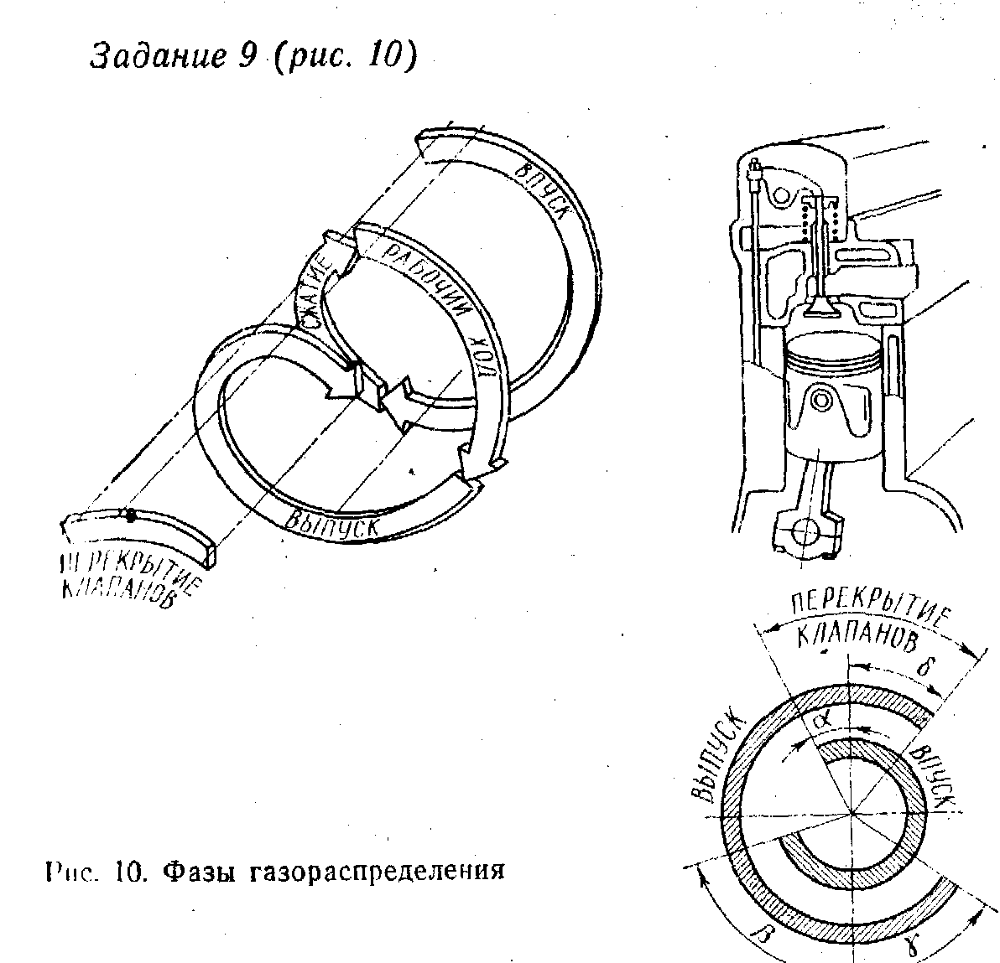 Задание 9 (рис. 10)
ВПУСК
СЖАТИЕ
РАБОЧИЙ ХОД
ВЫПУСК
ПЕРЕКРЫТИЕ
КЛАПАНОВ
ПЕРЕКРЫТИЕ
КЛАПАНОВ
δ
α
ВЫПУСК
ВПУСК
β
γ
Рис. 10. Фазы газораспределения